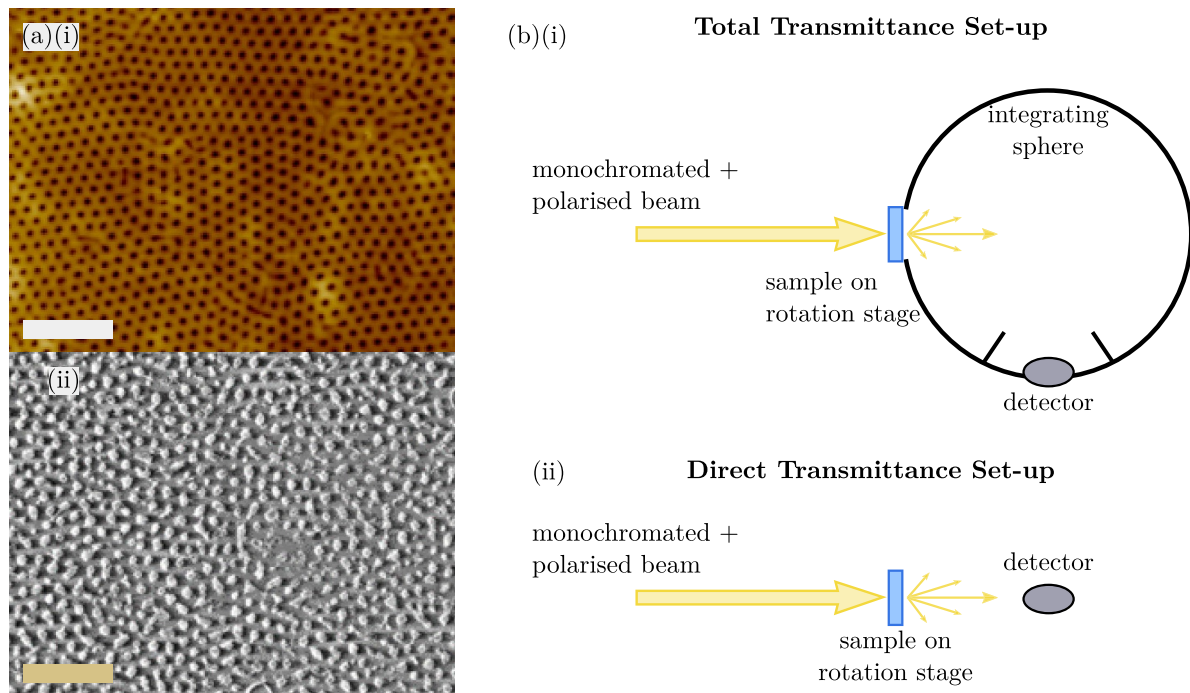 (a)(i)
(ii)
(b)(i)
Total Transmittance Set-up
integrating
sphere
monochromated +
polarised beam
sample on
rotation stage
detector
(ii)
Direct Transmittance Set-up
monochromated +
polarised beam
detector
sample on
rotation stage